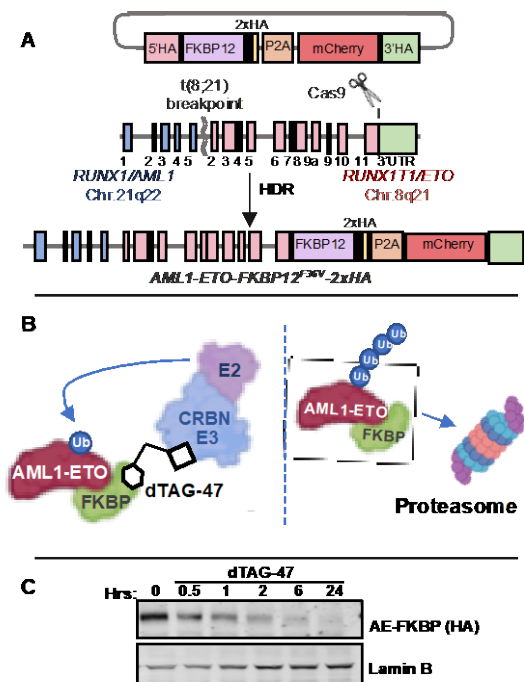 A
2xHA
5'HA FKBP12 P2A mCherry 3'HA
t(8;21)
breakpoint
Cas9
1 2 3 4 5 2 3 4 5 6 7 8 9a 9 10 11 3'UTR
RUNX1/AML1
Chr.21q22
HDR
RUNX1T1/ETO
Chr.8q21
2xHA
FKBP12 P2A mCherry
AML1-ETO-FKBP12F36V-2xHA
B
E2
CRBN
E3
Ub
AML1-ETO
FKBP
dTAG-47
Ub
Ub
Ub
Ub
AML1-ETO
FKBP
Proteasome
C
dTAG-47
Hrs: 0 0.5 1 2 6 24
AE-FKBP (HA)
Lamin B